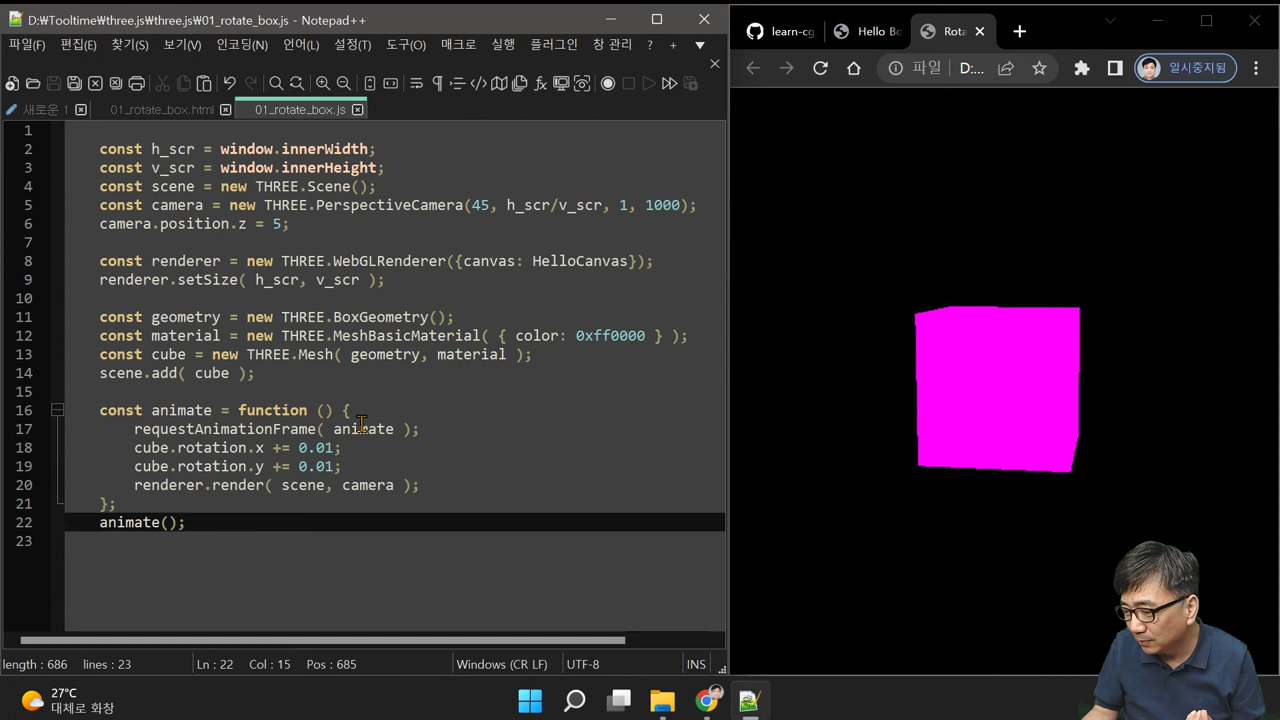 D:₩Tooltime₩three.js₩three.js₩01_rotate_box.js - Notepad++
파일(F) 편집(E) 찾기(S) 보기(V) 인코딩(N) 언어(L) 설정(T) 도구(O) 매크로 실행 플러그인 창 관리 ? +
새로운 1 01_rotate_box.html 01_rotate_box.js
1
2 const h_scr = window.innerWidth;
3 const v_scr = window.innerHeight;
4 const scene = new THREE.Scene();
5 const camera = new THREE.PerspectiveCamera(45, h_scr/v_scr, 1, 1000);
6 camera.position.z = 5;
7
8 const renderer = new THREE.WebGLRenderer({canvas: HelloCanvas});
9 renderer.setSize( h_scr, v_scr );
10
11 const geometry = new THREE.BoxGeometry();
12 const material = new THREE.MeshBasicMaterial( { color: 0xff0000 } );
13 const cube = new THREE.Mesh( geometry, material );
14 scene.add( cube );
15
16 const animate = function () {
17 requestAnimationFrame( animate );
18 cube.rotation.x += 0.01;
19 cube.rotation.y += 0.01;
20 renderer.render( scene, camera );
21 };
22 animate();
23
length : 686 lines : 23 Ln : 22 Col : 15 Pos : 685 Windows (CR LF) UTF-8 INS
learn-cg Hello Bo Rota
파일 D:... 일시중지됨
27°C
대체로 화창